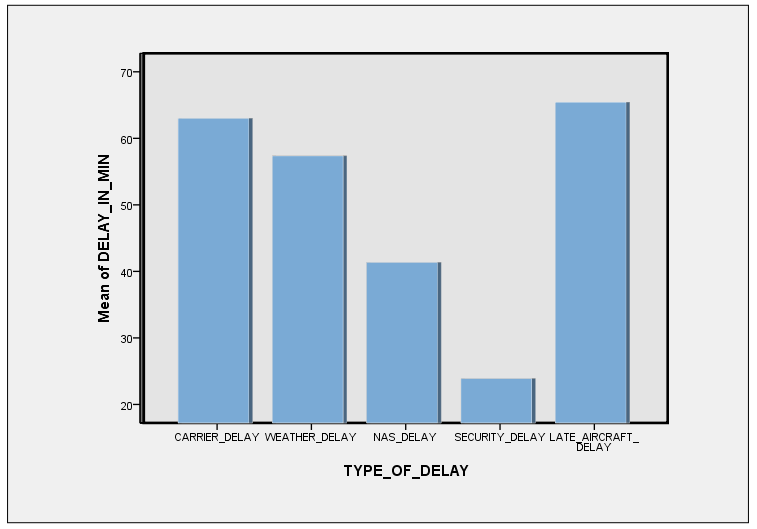 70
60
50
40
30
20
Mean of DELAY_IN_MIN
CARRIER_DELAY WEATHER_DELAY NAS_DELAY SECURITY_DELAY LATE_AIRCRAFT_
DELAY
TYPE_OF_DELAY